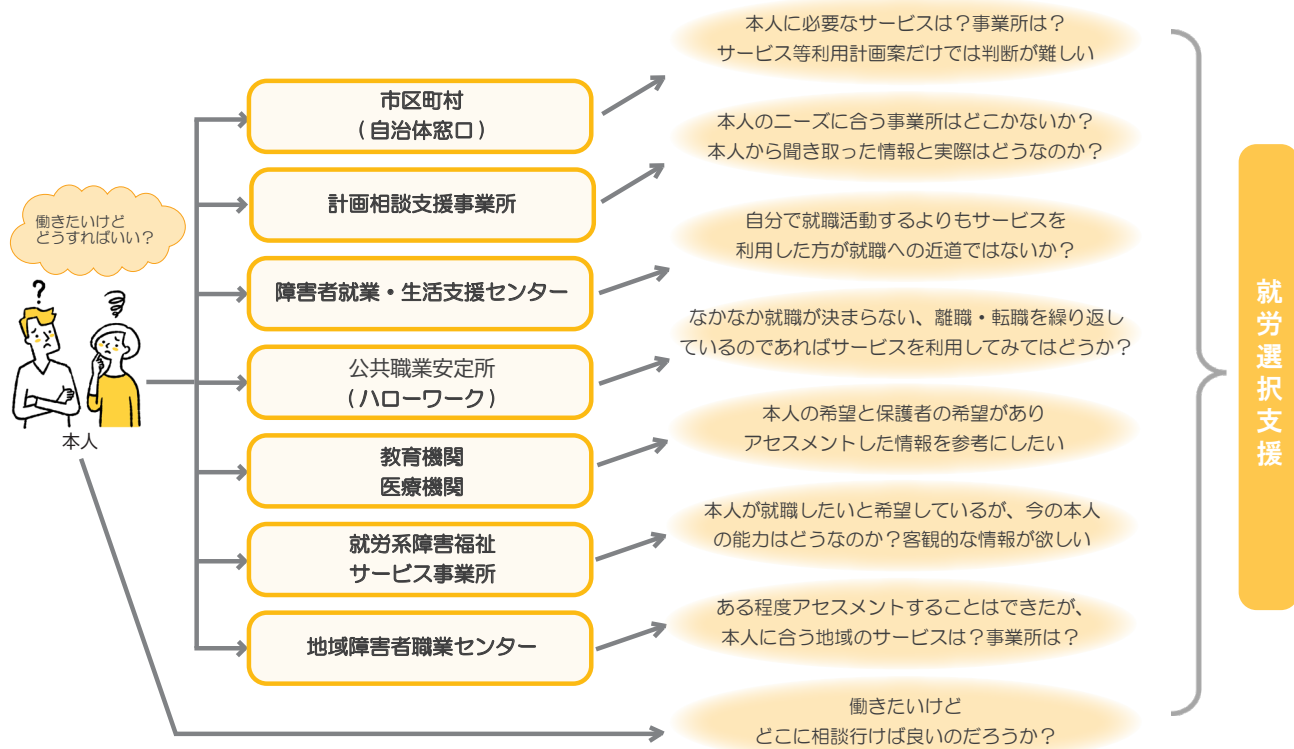 働きたいけど
どうすればいい？
?
本人
市区町村
（自治体窓口）
計画相談支援事業所
障害者就業・生活支援センター
公共職業安定所
（ハローワーク）
教育機関
医療機関
就労系障害福祉
サービス事業所
地域障害者職業センター
本人に必要なサービスは？事業所は？
サービス等利用計画案だけでは判断が難しい
本人のニーズに合う事業所はどこかないか？
本人から聞き取った情報と実際はどうなのか？
自分で就職活動するよりもサービスを
利用した方が就職への近道ではないか？
なかなか就職が決まらない、離職・転職を繰り返し
ているのであればサービスを利用してみてはどうか？
本人の希望と保護者の希望があり
アセスメントした情報を参考にしたい
本人が就職したいと希望しているが、今の本人
の能力はどうなのか？客観的な情報が欲しい
ある程度アセスメントすることはできたが、
本人に合う地域のサービスは？事業所は？
働きたいけど
どこに相談行けば良いのだろうか？
就労選択支援